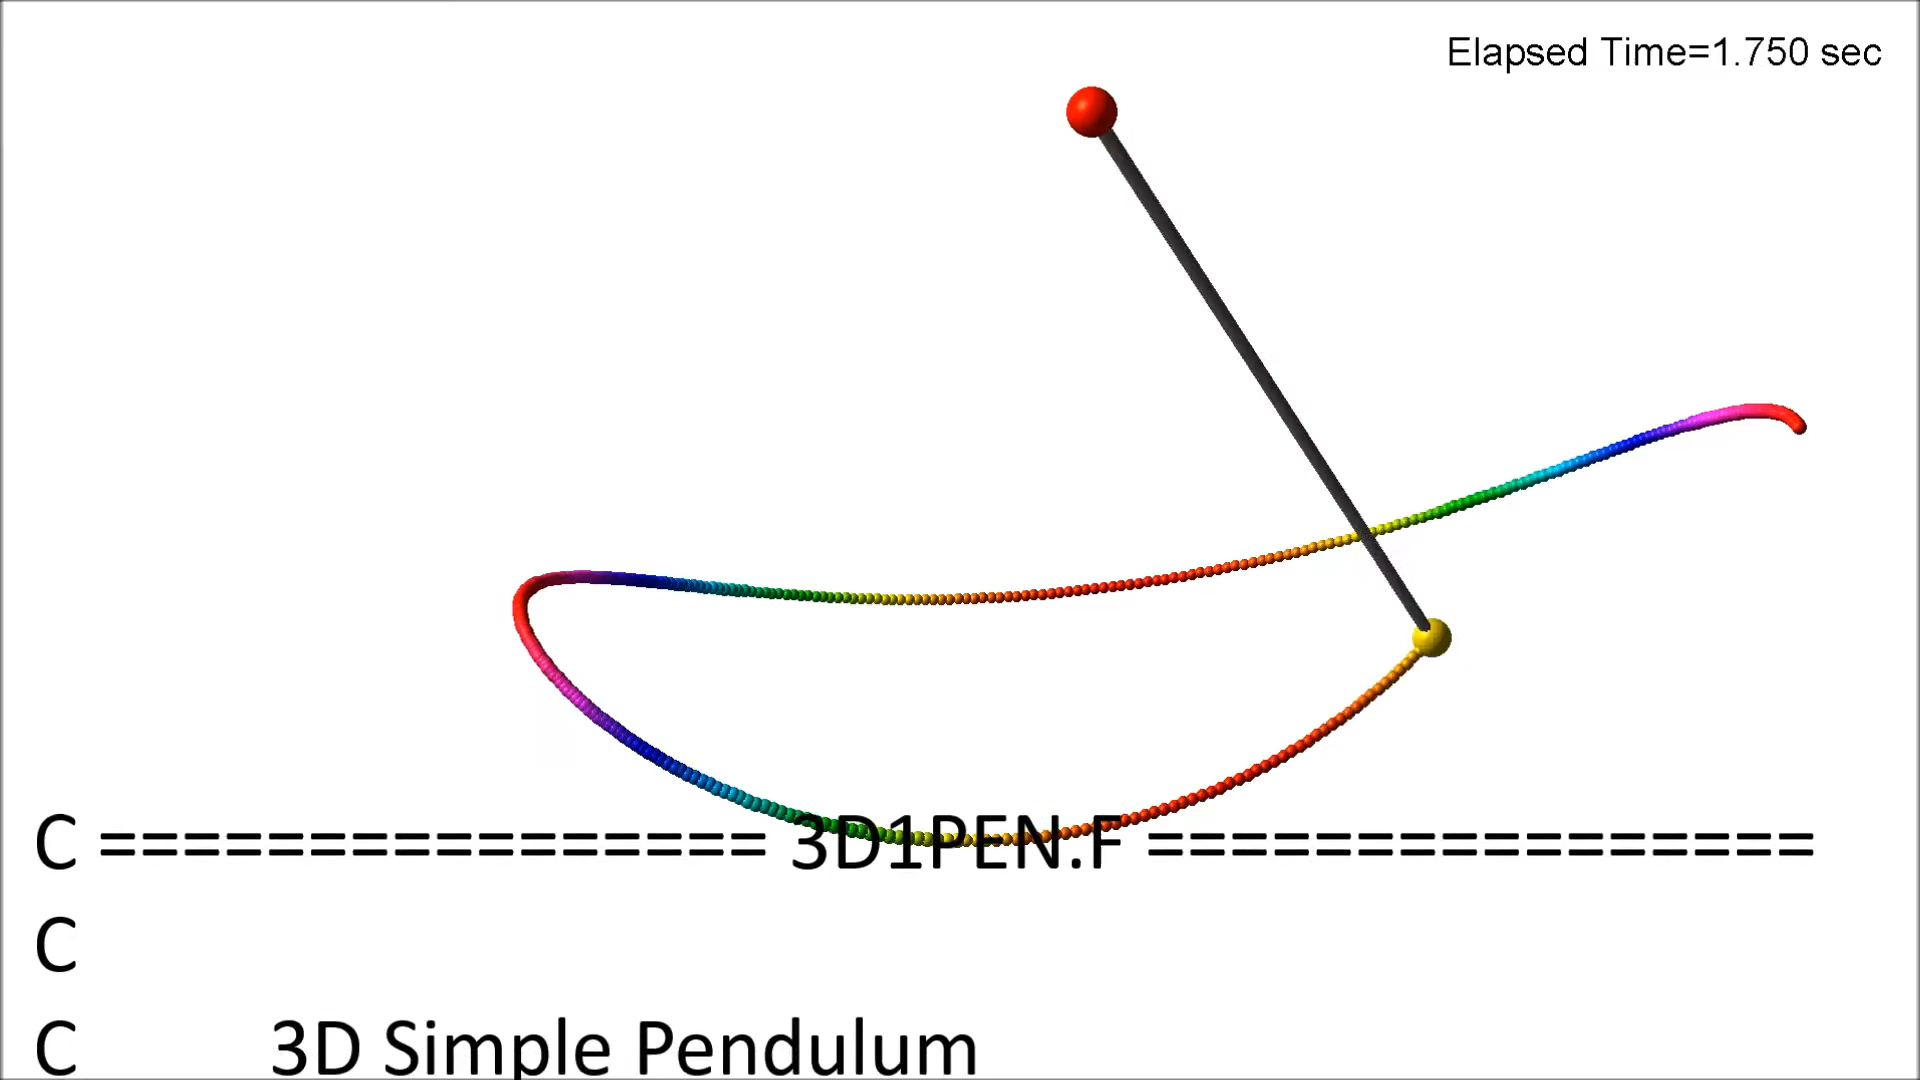 Elapsed Time=1.750 sec
C ================ 3D1PEN.F ================
C
C 3D Simple Pendulum